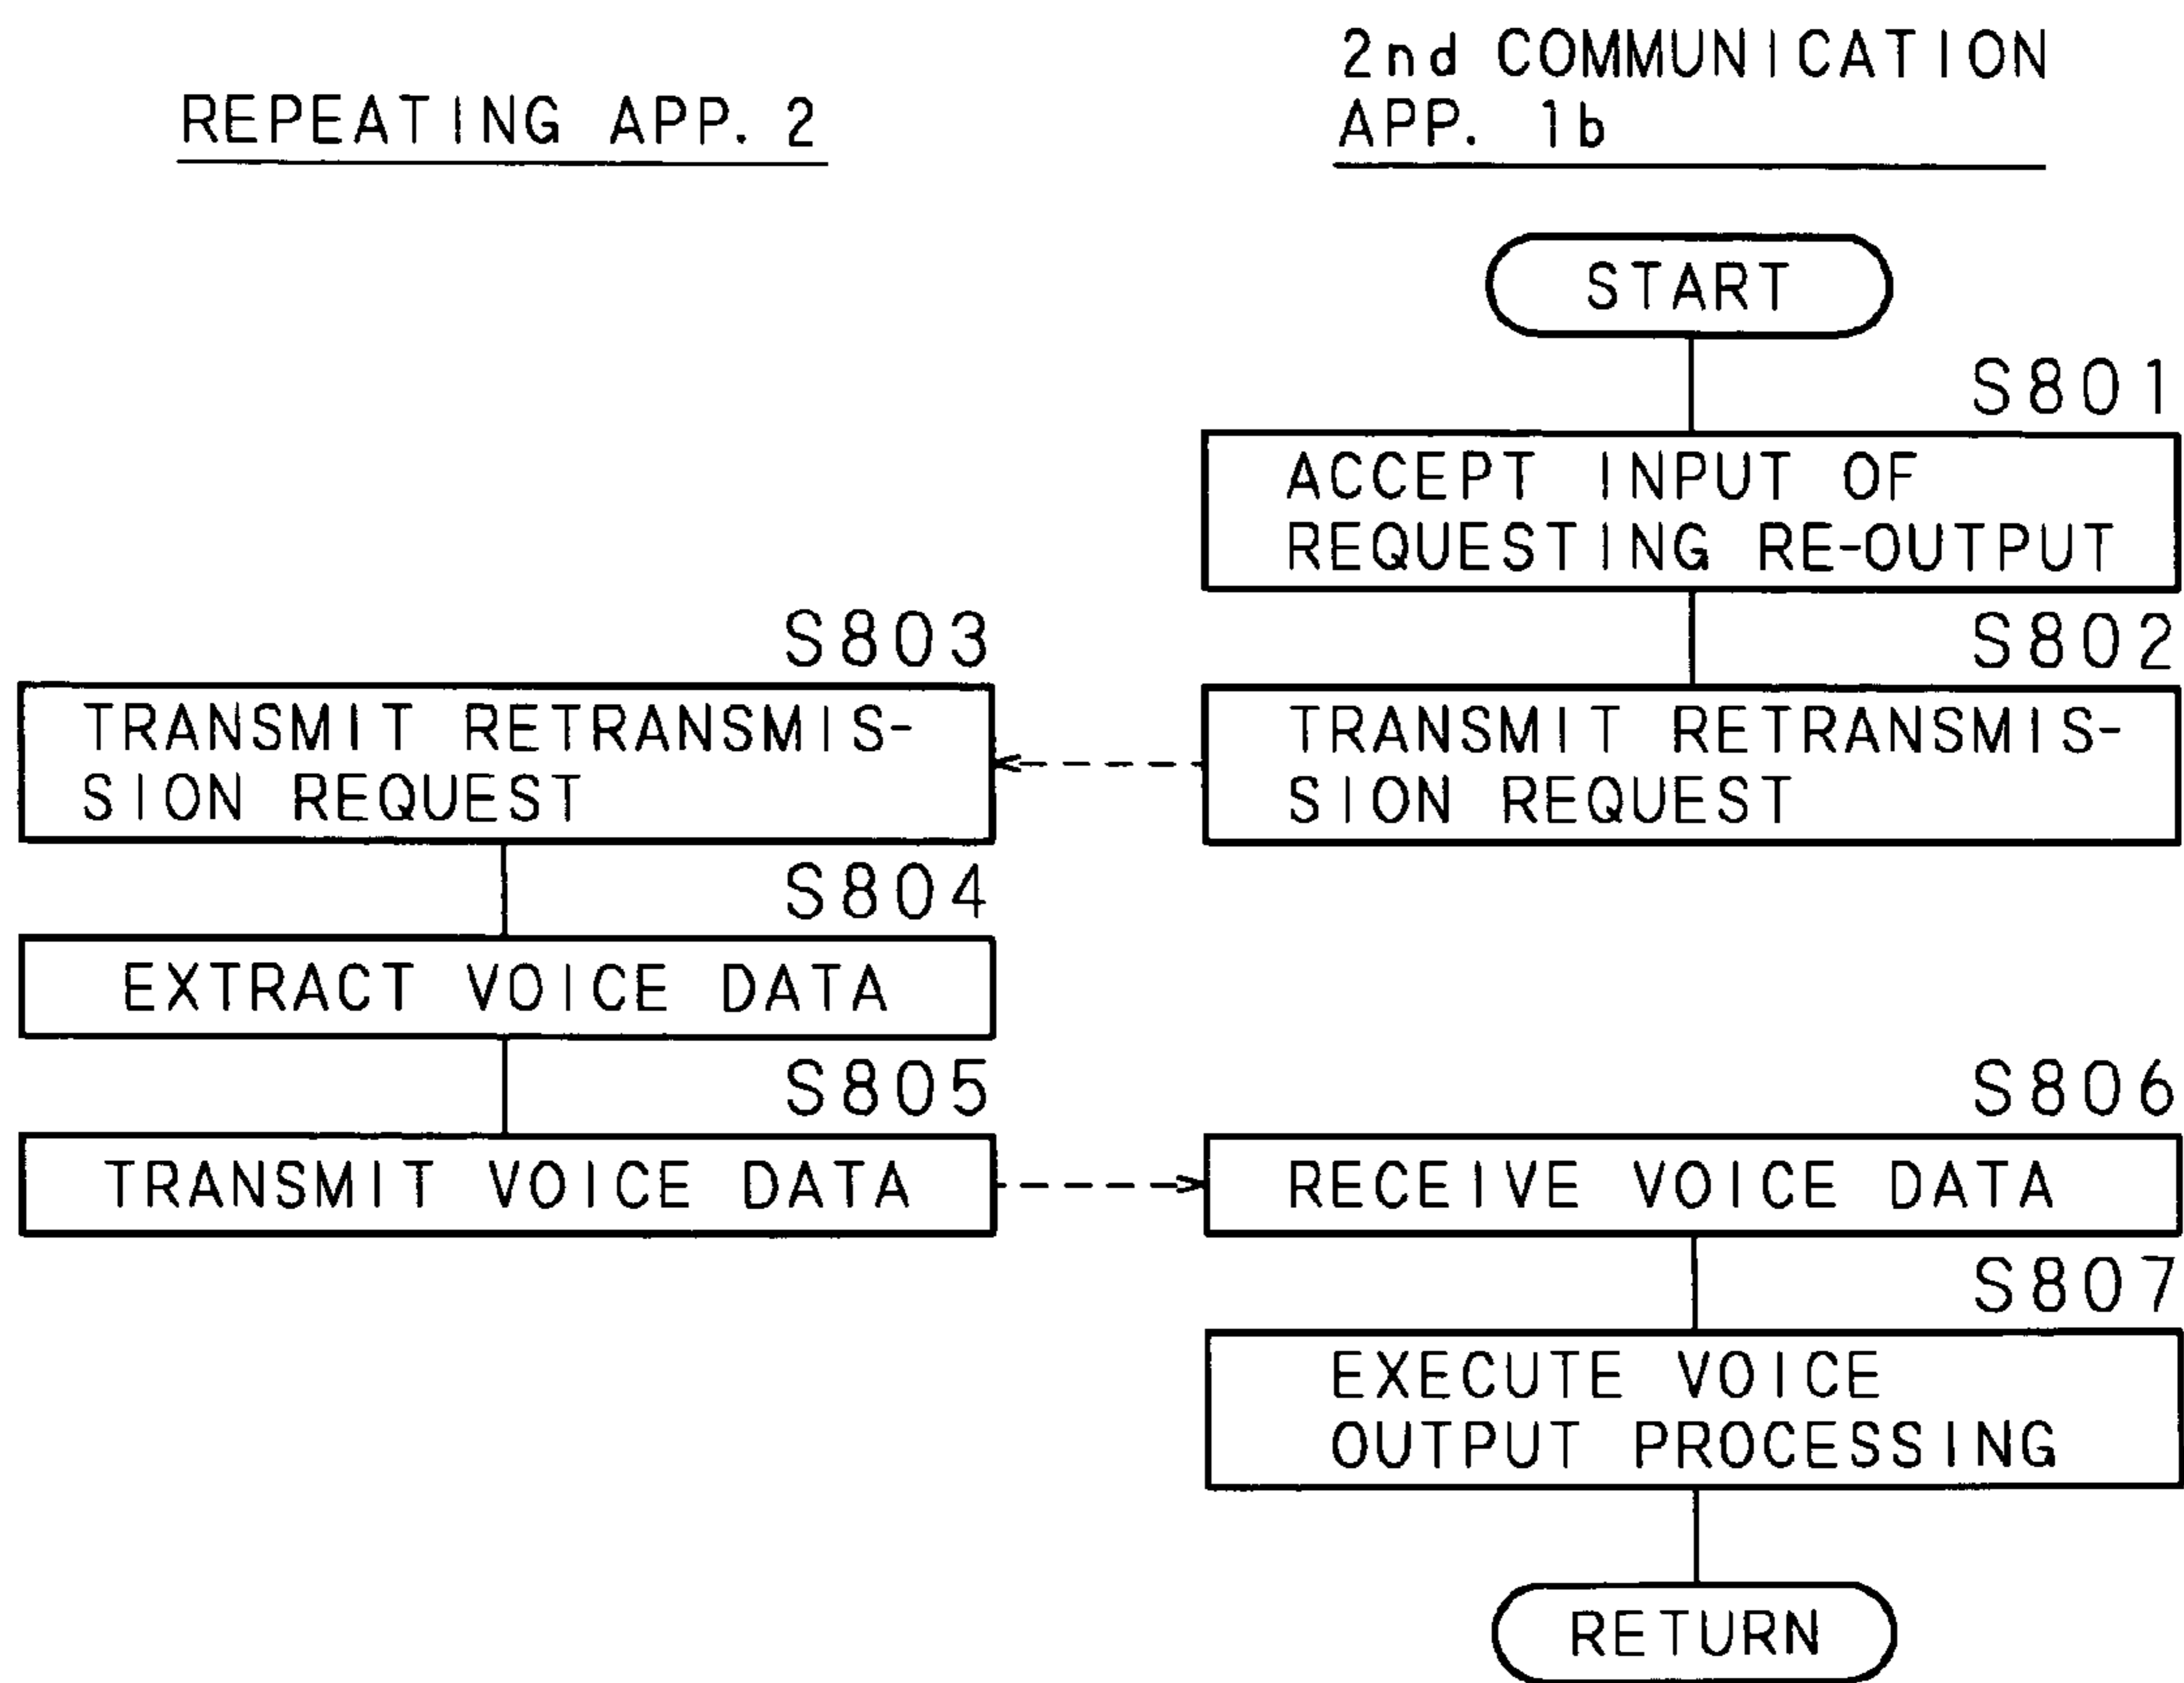 REPEATING APP. 2
2nd COMMUNICATION
APP. 1b
START
S801
ACCEPT INPUT OF
REQUESTING RE-OUTPUT
S802
TRANSMIT RETRANSMIS-
SION REQUEST
S803
TRANSMIT RETRANSMIS-
SION REQUEST
S804
EXTRACT VOICE DATA
S805
TRANSMIT VOICE DATA
S806
RECEIVE VOICE DATA
S807
EXECUTE VOICE
OUTPUT PROCESSING
RETURN